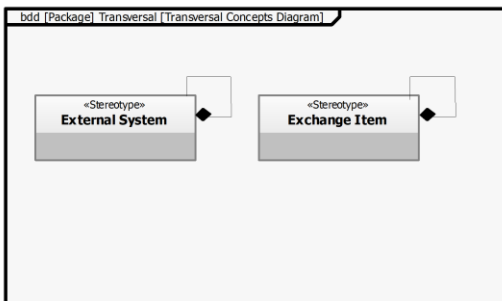 bdd [Package] Transversal [Transversal Concepts Diagram]
«Stereotype»
External System
«Stereotype»
Exchange Item